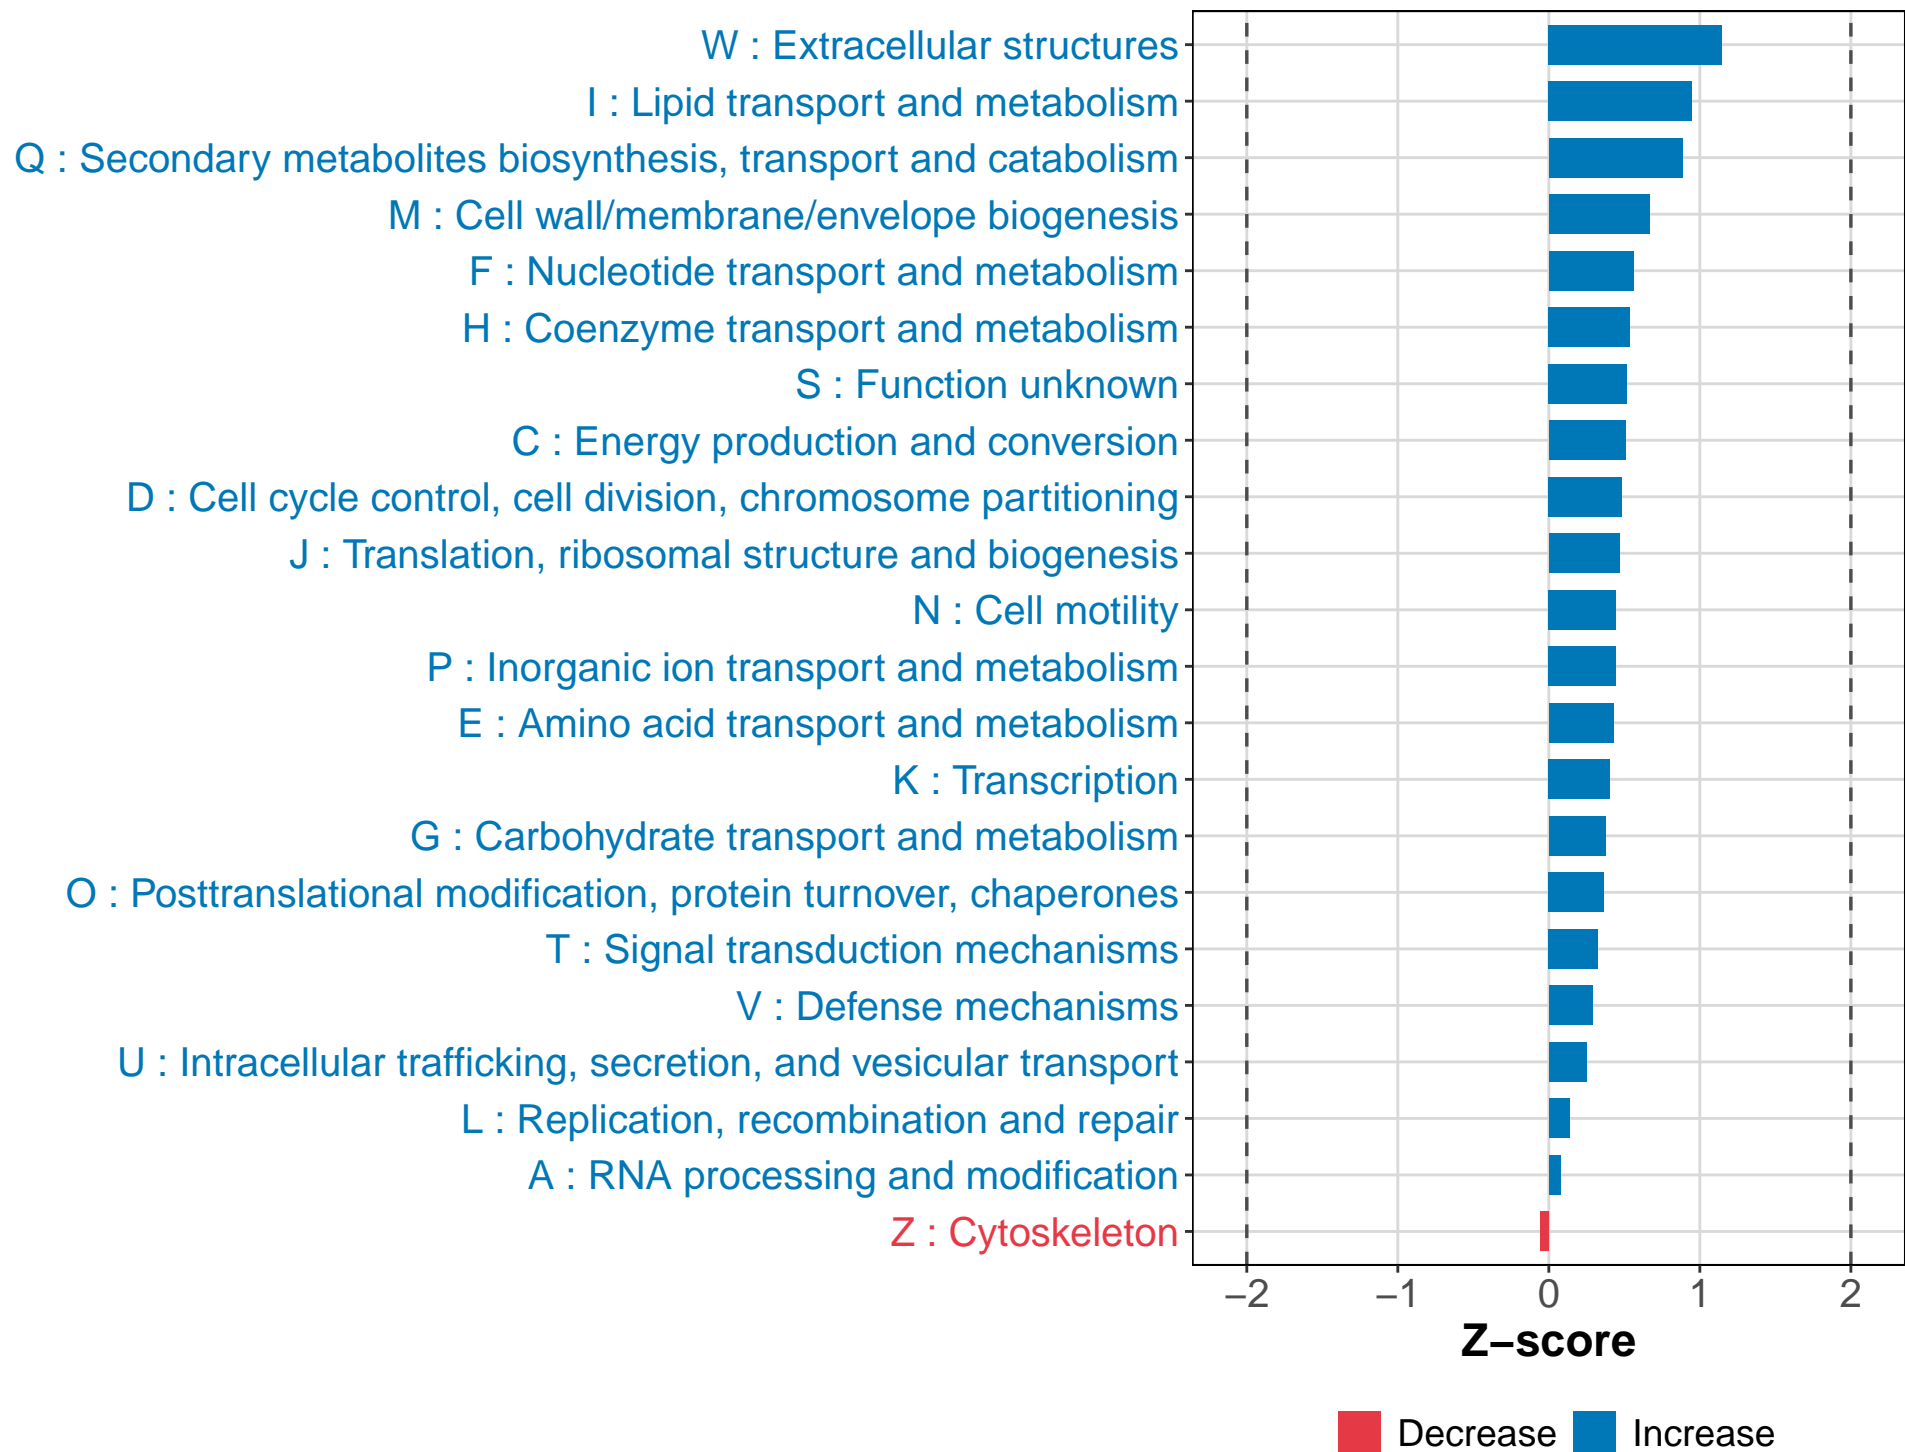 W : Extracellular structures
I : Lipid transport and metabolism
Q : Secondary metabolites biosynthesis, transport and catabolism
M : Cell wall/membrane/envelope biogenesis
F : Nucleotide transport and metabolism
H : Coenzyme transport and metabolism
S : Function unknown
C : Energy production and conversion
D : Cell cycle control, cell division, chromosome partitioning
J : Translation, ribosomal structure and biogenesis
N : Cell motility
P : Inorganic ion transport and metabolism
E : Amino acid transport and metabolism
K : Transcription
G : Carbohydrate transport and metabolism
O : Posttranslational modification, protein turnover, chaperones
T : Signal transduction mechanisms
V : Defense mechanisms
U : Intracellular trafficking, secretion, and vesicular transport
L : Replication, recombination and repair
A : RNA processing and modification
Z : Cytoskeleton
−2 −1 0 1 2
Z−score
Decrease Increase